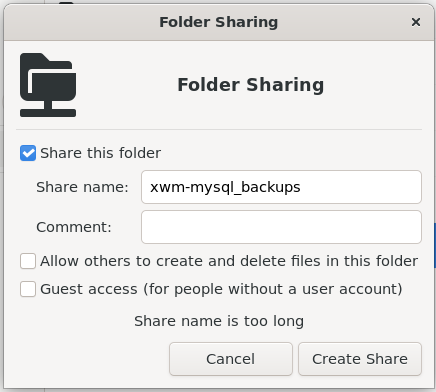 Folder Sharing
Folder Sharing
Share this folder
Share name: xwm-mysql_backups
Comment:
Allow others to create and delete files in this folder
Guest access (for people without a user account)
Share name is too long
Cancel Create Share